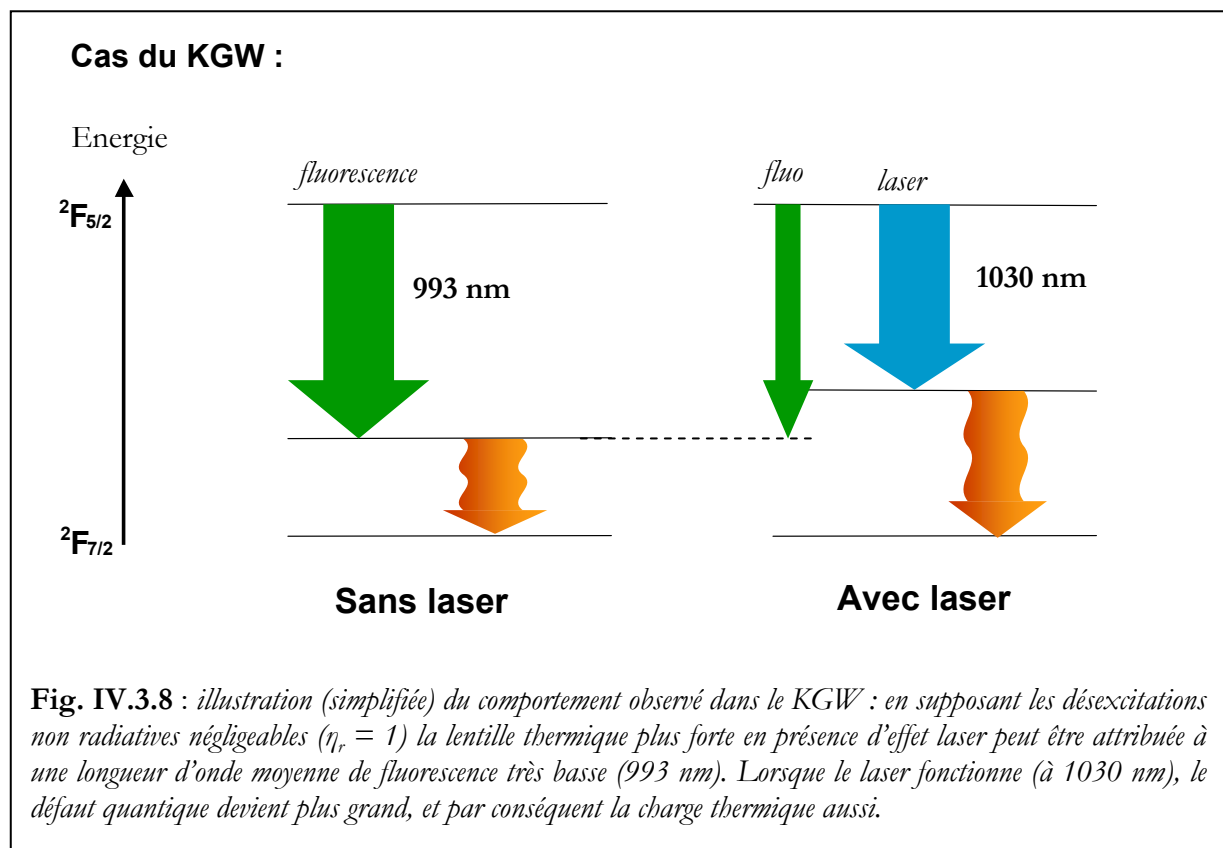 Cas du KGW :
Energie
fluorescence
fluo
laser
²F₅/₂
993 nm
1030 nm
²F₇/₂
Sans laser
Avec laser
Fig. IV.3.8 : illustration (simplifiée) du comportement observé dans le KGW : en supposant les désexcitations
non radiatives négligeables (ηᵣ = 1) la lentille thermique plus forte en présence d'effet laser peut être attribuée à
une longueur d'onde moyenne de fluorescence très basse (993 nm). Lorsque le laser fonctionne (à 1030 nm), le
défaut quantique devient plus grand, et par conséquent la charge thermique aussi.